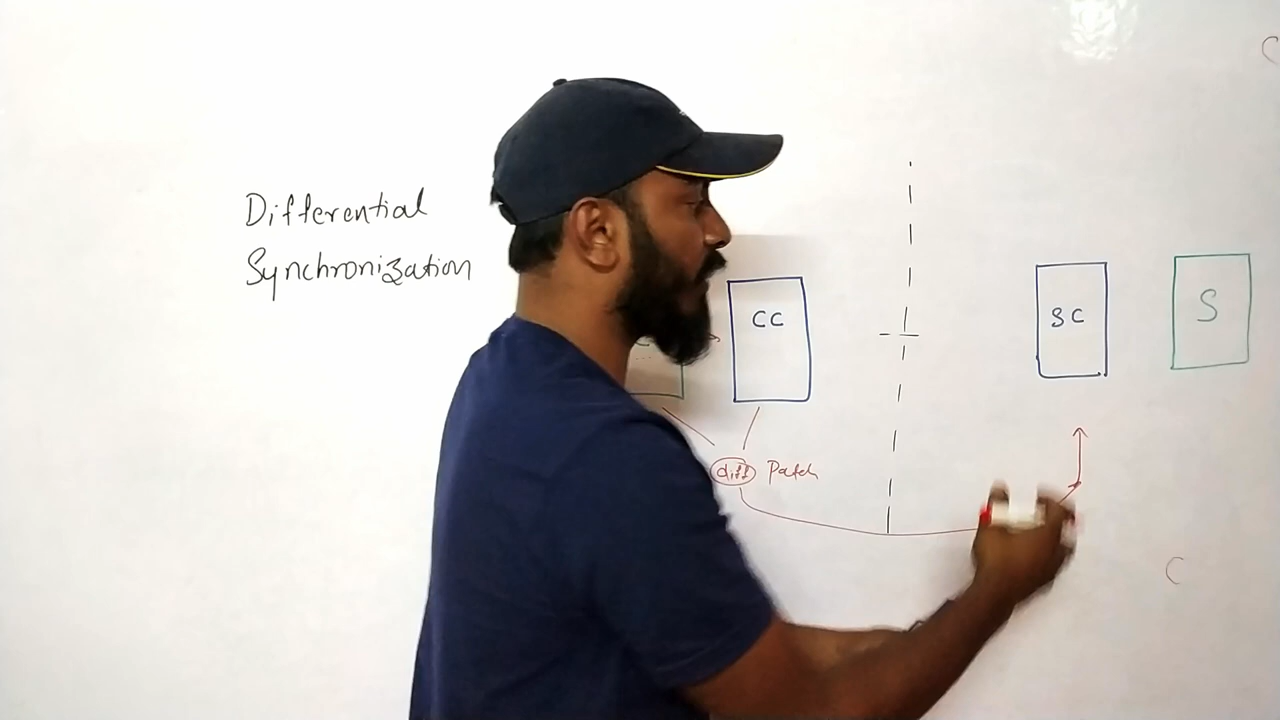 Differential
Synchronization
C
CC
SC
S
diff Patch
C
C